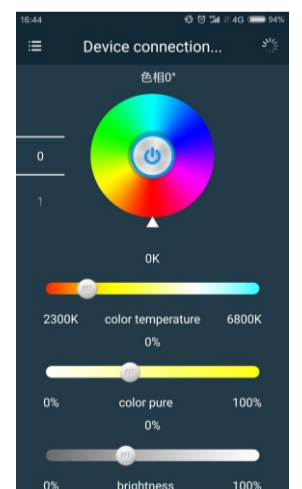 16:44 4G 94%
Device connection...
色相0°
0
1
0K
2300K color temperature 6800K
0%
0% color pure 100%
0%
0% brightness 100%